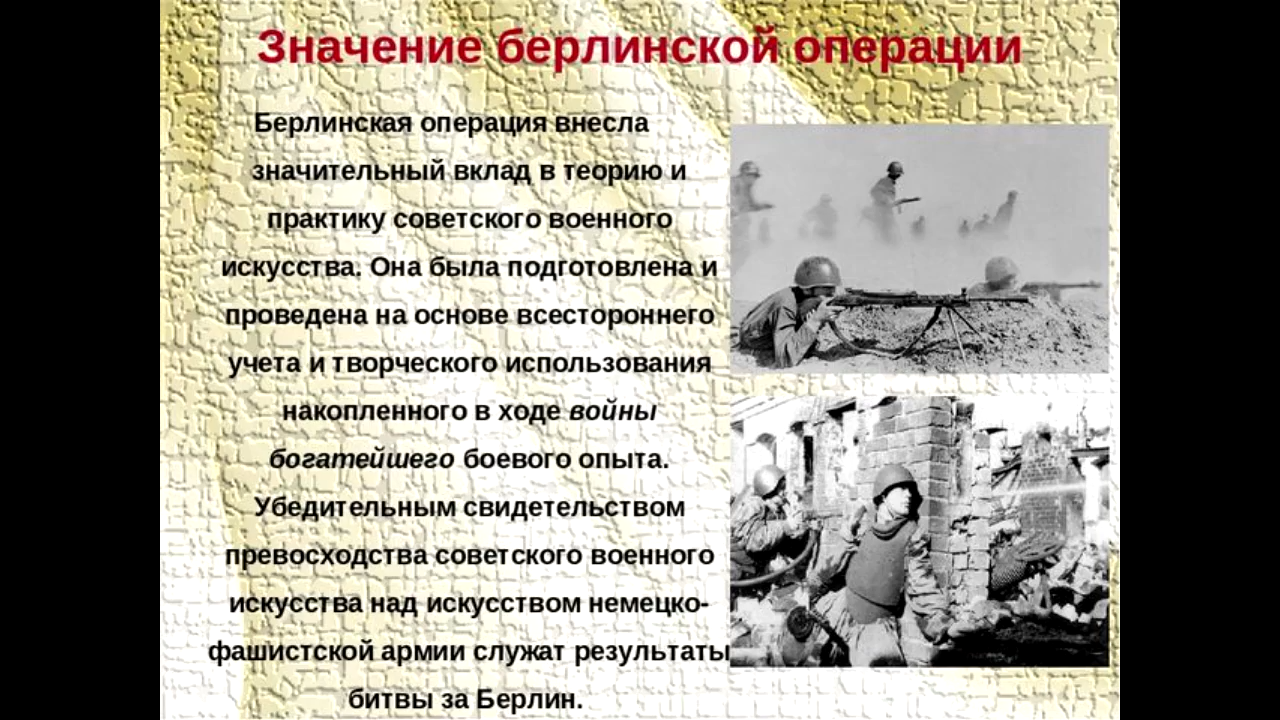 Значение берлинской операции
Берлинская операция внесла
значительный вклад в теорию и
практику советского военного
искусства. Она была подготовлена и
проведена на основе всестороннего
учета и творческого использования
накопленного в ходе войны
богатейшего боевого опыта.
Убедительным свидетельством
превосходства советского военного
искусства над искусством немецко-
фашистской армии служат результаты
битвы за Берлин.